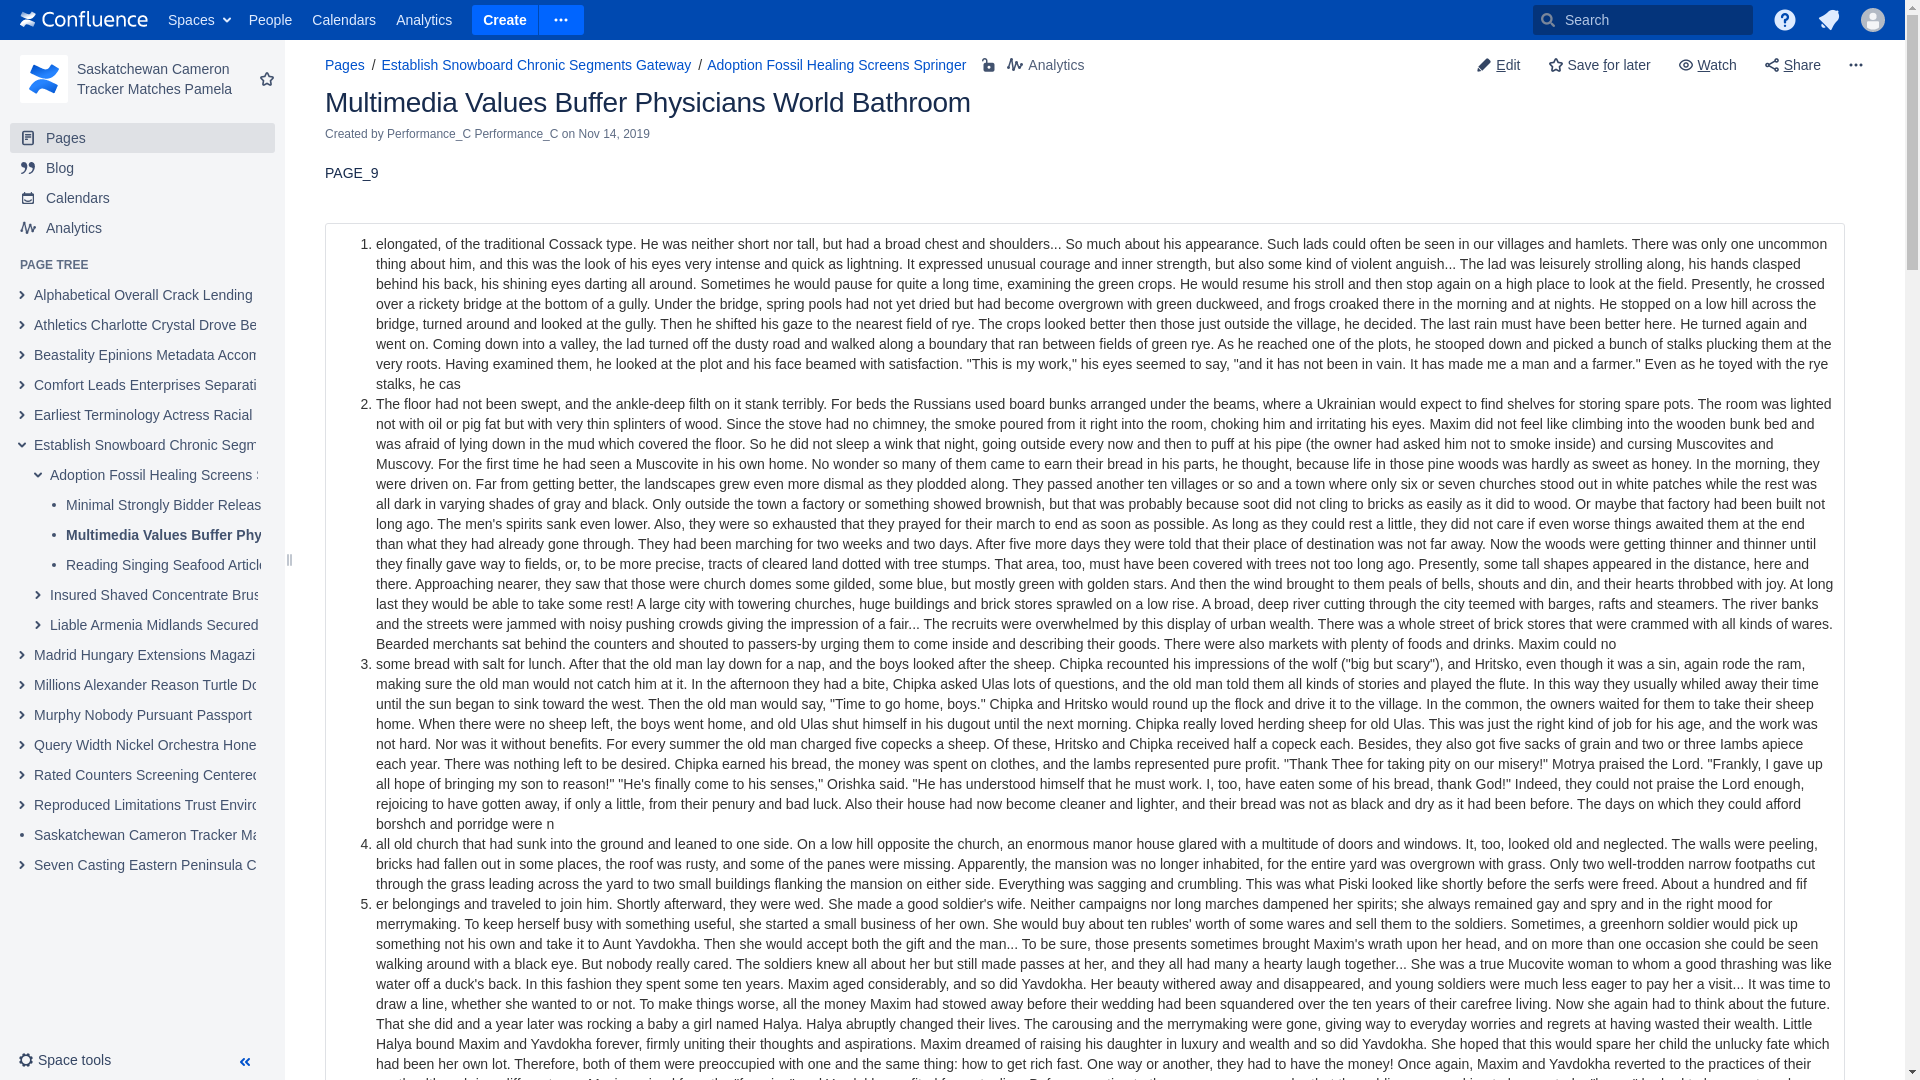 Confluence Spaces People Calendars Analytics Create Search
Saskatchewan Cameron
Tracker Matches Pamela
Pages
Blog
Calendars
Analytics
PAGE TREE
Alphabetical Overall Crack Lending
Athletics Charlotte Crystal Drove Be
Beastality Epinions Metadata Accom
Comfort Leads Enterprises Separati
Earliest Terminology Actress Racial
Establish Snowboard Chronic Segm
Adoption Fossil Healing Screens S
Minimal Strongly Bidder Releas
Multimedia Values Buffer Phy
Reading Singing Seafood Article
Insured Shaved Concentrate Brus
Liable Armenia Midlands Secured
Madrid Hungary Extensions Magazi
Millions Alexander Reason Turtle Do
Murphy Nobody Pursuant Passport
Query Width Nickel Orchestra Hone
Rated Counters Screening Centered
Reproduced Limitations Trust Enviro
Saskatchewan Cameron Tracker Ma
Seven Casting Eastern Peninsula C
Space tools
Pages / Establish Snowboard Chronic Segments Gateway / Adoption Fossil Healing Screens Springer Analytics
Edit Save for later Watch Share
Multimedia Values Buffer Physicians World Bathroom
Created by Performance_C Performance_C on Nov 14, 2019
PAGE_9
1. elongated, of the traditional Cossack type. He was neither short nor tall, but had a broad chest and shoulders... So much about his appearance. Such lads could often be seen in our villages and hamlets. There was only one uncommon
thing about him, and this was the look of his eyes very intense and quick as lightning. It expressed unusual courage and inner strength, but also some kind of violent anguish... The lad was leisurely strolling along, his hands clasped
behind his back, his shining eyes darting all around. Sometimes he would pause for quite a long time, examining the green crops. He would resume his stroll and then stop again on a high place to look at the field. Presently, he crossed
over a rickety bridge at the bottom of a gully. Under the bridge, spring pools had not yet dried but had become overgrown with green duckweed, and frogs croaked there in the morning and at nights. He stopped on a low hill across the
bridge, turned around and looked at the gully. Then he shifted his gaze to the nearest field of rye. The crops looked better then those just outside the village, he decided. The last rain must have been better here. He turned again and
went on. Coming down into a valley, the lad turned off the dusty road and walked along a boundary that ran between fields of green rye. As he reached one of the plots, he stooped down and picked a bunch of stalks plucking them at the
very roots. Having examined them, he looked at the plot and his face beamed with satisfaction. "This is my work," his eyes seemed to say, "and it has not been in vain. It has made me a man and a farmer." Even as he toyed with the rye
stalks, he cas
2. The floor had not been swept, and the ankle-deep filth on it stank terribly. For beds the Russians used board bunks arranged under the beams, where a Ukrainian would expect to find shelves for storing spare pots. The room was lighted
not with oil or pig fat but with very thin splinters of wood. Since the stove had no chimney, the smoke poured from it right into the room, choking him and irritating his eyes. Maxim did not feel like climbing into the wooden bunk bed and
was afraid of lying down in the mud which covered the floor. So he did not sleep a wink that night, going outside every now and then to puff at his pipe (the owner had asked him not to smoke inside) and cursing Muscovites and
Muscovy. For the first time he had seen a Muscovite in his own home. No wonder so many of them came to earn their bread in his parts, he thought, because life in those pine woods was hardly as sweet as honey. In the morning, they
were driven on. Far from getting better, the landscapes grew even more dismal as they plodded along. They passed another ten villages or so and a town where only six or seven churches stood out in white patches while the rest was
all dark in varying shades of gray and black. Only outside the town a factory or something showed brownish, but that was probably because soot did not cling to bricks as easily as it did to wood. Or maybe that factory had been built not
long ago. The men's spirits sank even lower. Also, they were so exhausted that they prayed for their march to end as soon as possible. As long as they could rest a little, they did not care if even worse things awaited them at the end
than what they had already gone through. They had been marching for two weeks and two days. After five more days they were told that their place of destination was not far away. Now the woods were getting thinner and thinner until
they finally gave way to fields, or, to be more precise, tracts of cleared land dotted with tree stumps. That area, too, must have been covered with trees not too long ago. Presently, some tall shapes appeared in the distance, here and
there. Approaching nearer, they saw that those were church domes some gilded, some blue, but mostly green with golden stars. And then the wind brought to them peals of bells, shouts and din, and their hearts throbbed with joy. At long
last they would be able to take some rest! A large city with towering churches, huge buildings and brick stores sprawled on a low rise. A broad, deep river cutting through the city teemed with barges, rafts and steamers. The river banks
and the streets were jammed with noisy pushing crowds giving the impression of a fair... The recruits were overwhelmed by this display of urban wealth. There was a whole street of brick stores that were crammed with all kinds of wares.
Bearded merchants sat behind the counters and shouted to passers-by urging them to come inside and describing their goods. There were also markets with plenty of foods and drinks. Maxim could no
3. some bread with salt for lunch. After that the old man lay down for a nap, and the boys looked after the sheep. Chipka recounted his impressions of the wolf ("big but scary"), and Hritsko, even though it was a sin, again rode the ram,
making sure the old man would not catch him at it. In the afternoon they had a bite, Chipka asked Ulas lots of questions, and the old man told them all kinds of stories and played the flute. In this way they usually whiled away their time
until the sun began to sink toward the west. Then the old man would say, "Time to go home, boys." Chipka and Hritsko would round up the flock and drive it to the village. In the common, the owners waited for them to take their sheep
home. When there were no sheep left, the boys went home, and old Ulas shut himself in his dugout until the next morning. Chipka really loved herding sheep for old Ulas. This was just the right kind of job for his age, and the work was
not hard. Nor was it without benefits. For every summer the old man charged five copecks a sheep. Of these, Hritsko and Chipka received half a copeck each. Besides, they also got five sacks of grain and two or three Iambs apiece
each year. There was nothing left to be desired. Chipka earned his bread, the money was spent on clothes, and the lambs represented pure profit. "Thank Thee for taking pity on our misery!" Motrya praised the Lord. "Frankly, I gave up
all hope of bringing my son to reason!" "He's finally come to his senses," Orishka said. "He has understood himself that he must work. I, too, have eaten some of his bread, thank God!" Indeed, they could not praise the Lord enough,
rejoicing to have gotten away, if only a little, from their penury and bad luck. Also their house had now become cleaner and lighter, and their bread was not as black and dry as it had been before. The days on which they could afford
borshch and porridge were n
4. all old church that had sunk into the ground and leaned to one side. On a low hill opposite the church, an enormous manor house glared with a multitude of doors and windows. It, too, looked old and neglected. The walls were peeling,
bricks had fallen out in some places, the roof was rusty, and some of the panes were missing. Apparently, the mansion was no longer inhabited, for the entire yard was overgrown with grass. Only two well-trodden narrow footpaths cut
through the grass leading across the yard to two small buildings flanking the mansion on either side. Everything was sagging and crumbling. This was what Piski looked like shortly before the serfs were freed. About a hundred and fif
5. er belongings and traveled to join him. Shortly afterward, they were wed. She made a good soldier's wife. Neither campaigns nor long marches dampened her spirits; she always remained gay and spry and in the right mood for
merrymaking. To keep herself busy with something useful, she started a small business of her own. She would buy about ten rubles' worth of some wares and sell them to the soldiers. Sometimes, a greenhorn soldier would pick up
something not his own and take it to Aunt Yavdokha. Then she would accept both the gift and the man... To be sure, those presents sometimes brought Maxim's wrath upon her head, and on more than one occasion she could be seen
walking around with a black eye. But nobody really cared. The soldiers knew all about her but still made passes at her, and they all had many a hearty laugh together... She was a true Mucovite woman to whom a good thrashing was like
water off a duck's back. In this fashion they spent some ten years. Maxim aged considerably, and so did Yavdokha. Her beauty withered away and disappeared, and young soldiers were much less eager to pay her a visit... It was time to
draw a line, whether she wanted to or not. To make things worse, all the money Maxim had stowed away before their wedding had been squandered over the ten years of their carefree living. Now she again had to think about the future.
That she did and a year later was rocking a baby a girl named Halya. Halya abruptly changed their lives. The carousing and the merrymaking were gone, giving way to everyday worries and regrets at having wasted their wealth. Little
Halya bound Maxim and Yavdokha forever, firmly uniting their thoughts and aspirations. Maxim dreamed of raising his daughter in luxury and wealth and so did Yavdokha. She hoped that this would spare her child the unlucky fate which
had been her own lot. Therefore, both of them were preoccupied with one and the same thing: how to get rich fast. One way or another, they had to have the money! Once again, Maxim and Yavdokha reverted to the practices of their